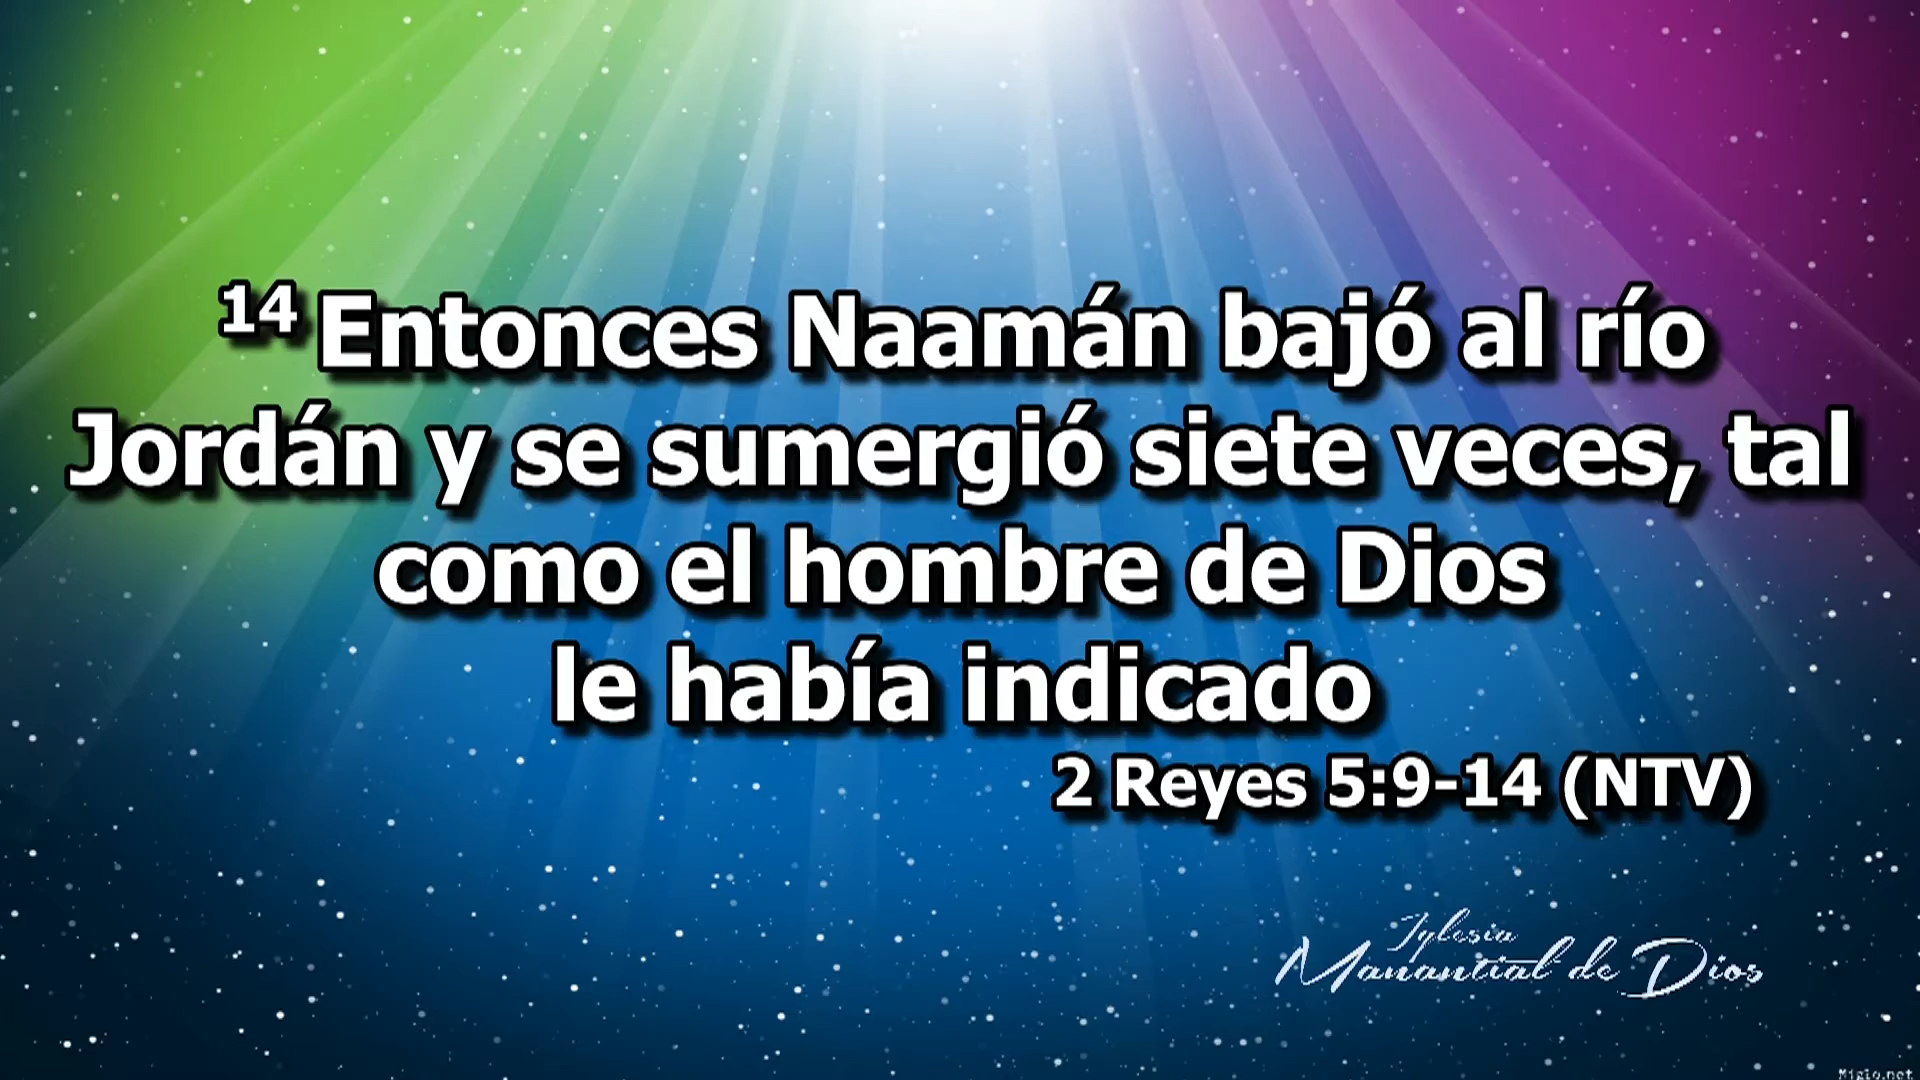 14 Entonces Naamán bajó al río
Jordán y se sumergió siete veces, tal
como el hombre de Dios
le había indicado
2 Reyes 5:9-14 (NTV)
Iglesia
Manantial de Dios